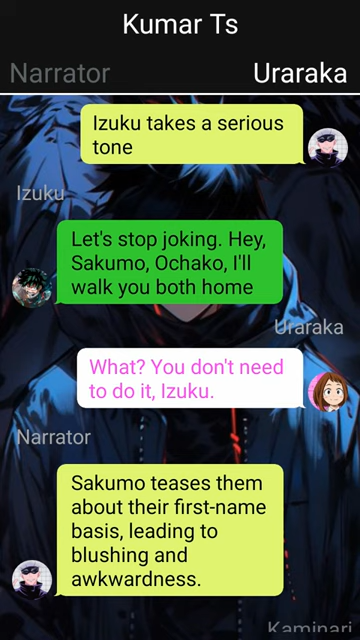 Kumar Ts
Narrator
Uraraka
Izuku takes a serious
tone
Izuku
Let's stop joking. Hey,
Sakumo, Ochako, I'll
walk you both home
Uraraka
What? You don't need
to do it, Izuku.
Narrator
Sakumo teases them
about their first-name
basis, leading to
blushing and
awkwardness.
Kaminari